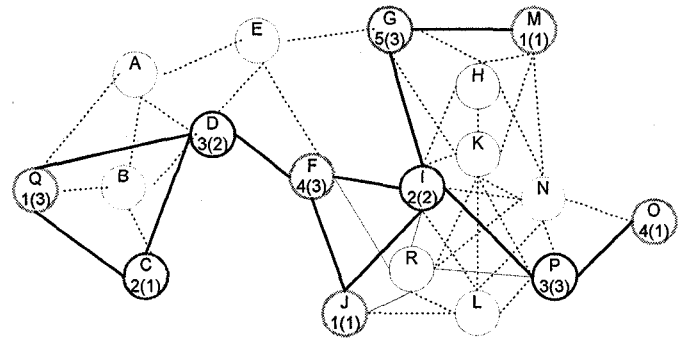 G
5(3)
M
1(1)
E
A
H
D
3(2)
K
Q
1(3)
B
F
4(3)
I
2(2)
N
O
4(1)
C
2(1)
R
P
3(3)
J
1(1)
L